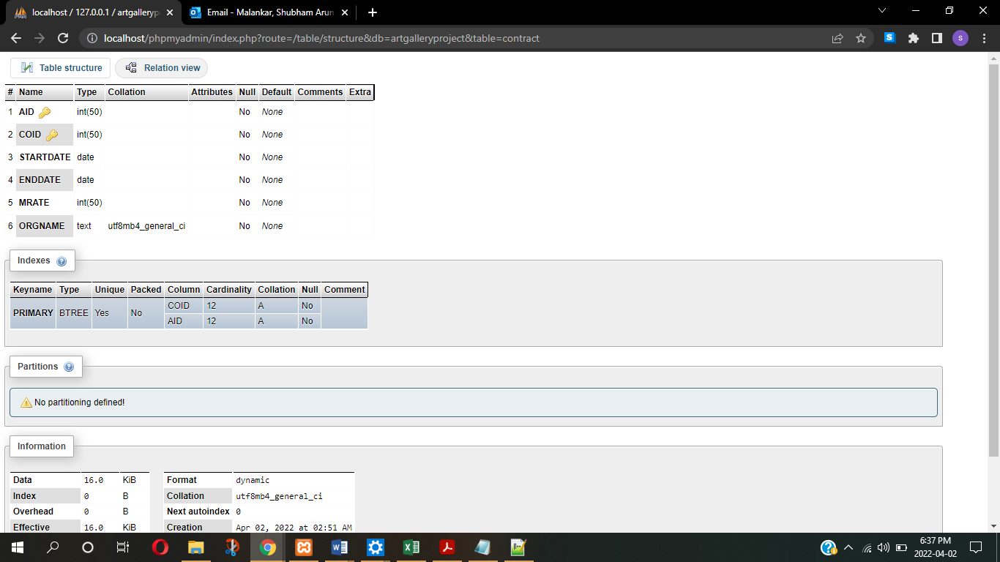 localhost / 127.0.0.1 / artgalleryp
Email - Malankar, Shubham Arun
localhost/phpmyadmin/index.php?route=/table/structure&db=artgalleryproject&table=contract
S
s
Table structure
Relation view
# Name Type Collation Attributes Null Default Comments Extra
1 AID int(50) No None
2 COID int(50) No None
3 STARTDATE date No None
4 ENDDATE date No None
5 MRATE int(50) No None
6 ORGNAME text utf8mb4_general_ci No None
Indexes
Keyname Type Unique Packed Column Cardinality Collation Null Comment
PRIMARY BTREE Yes No COID 12 A No
AID 12 A No
Partitions
No partitioning defined!
Information
Data 16.0 KiB Format dynamic
Index 0 B Collation utf8mb4_general_ci
Overhead 0 B Next autoindex 0
Effective 16.0 KiB Creation Apr 02, 2022 at 02:51 AM
6:37 PM
2022-04-02